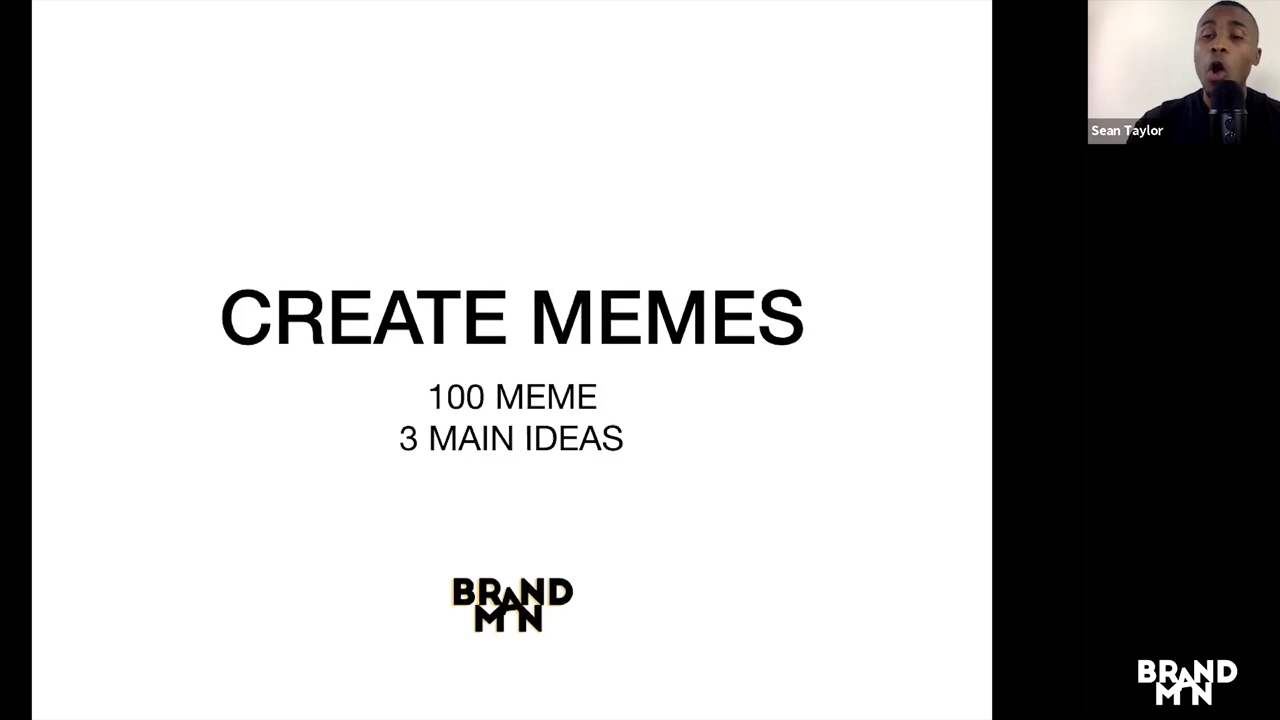 CREATE MEMES
100 MEME
3 MAIN IDEAS
BRAND
MAN
Sean Taylor
BRAND
MAN